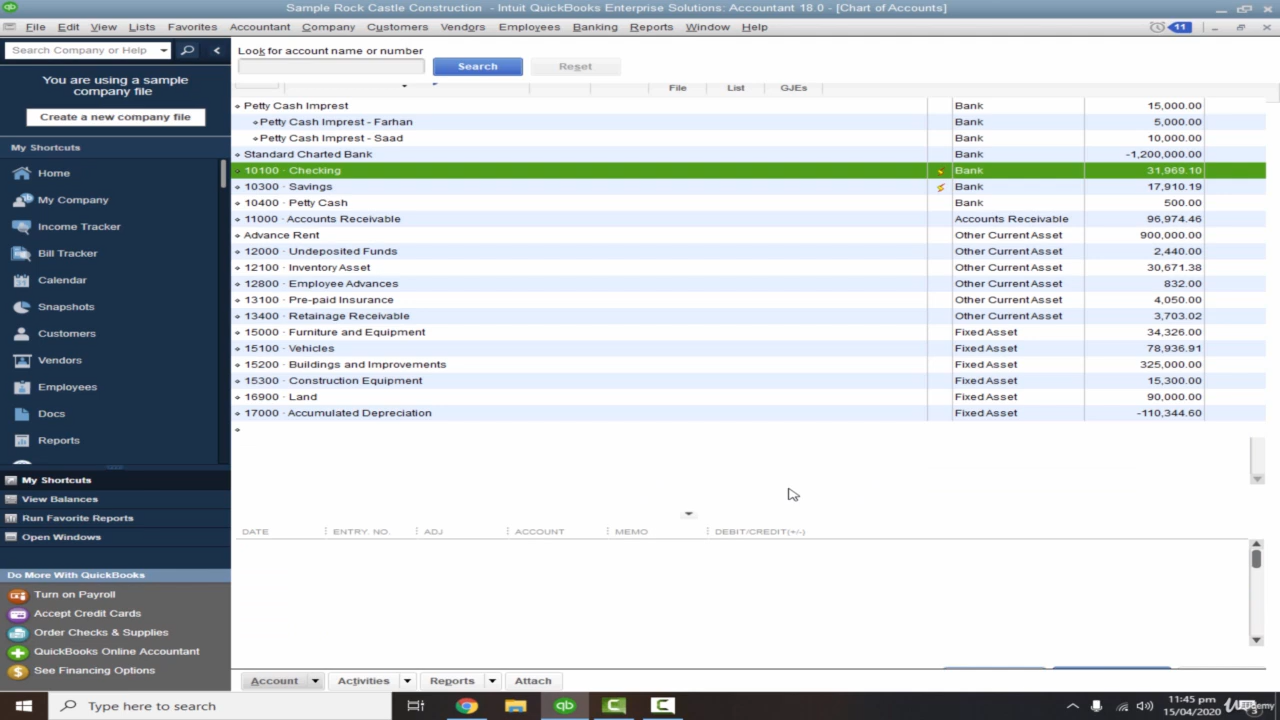 Sample Rock Castle Construction - Intuit QuickBooks Enterprise Solutions: Accountant 18.0 - [Chart of Accounts]
File Edit View Lists Favorites Accountant Company Customers Vendors Employees Banking Reports Window Help 11
Search Company or Help
You are using a sample
company file
Create a new company file
My Shortcuts
Home
My Company
Income Tracker
Bill Tracker
Calendar
Snapshots
Customers
Vendors
Employees
Docs
Reports
My Shortcuts
View Balances
Run Favorite Reports
Open Windows
Do More With QuickBooks
Turn on Payroll
Accept Credit Cards
Order Checks & Supplies
QuickBooks Online Accountant
See Financing Options
Look for account name or number
Search Reset
File List GJEs
Petty Cash Imprest Bank 15,000.00
Petty Cash Imprest - Farhan Bank 5,000.00
Petty Cash Imprest - Saad Bank 10,000.00
Standard Charted Bank Bank -1,200,000.00
10100 · Checking Bank 31,969.10
10300 · Savings Bank 17,910.19
10400 · Petty Cash Bank 500.00
11000 · Accounts Receivable Accounts Receivable 96,974.46
Advance Rent Other Current Asset 900,000.00
12000 · Undeposited Funds Other Current Asset 2,440.00
12100 · Inventory Asset Other Current Asset 30,671.38
12800 · Employee Advances Other Current Asset 832.00
13100 · Pre-paid Insurance Other Current Asset 4,050.00
13400 · Retainage Receivable Other Current Asset 3,703.02
15000 · Furniture and Equipment Fixed Asset 34,326.00
15100 · Vehicles Fixed Asset 78,936.91
15200 · Buildings and Improvements Fixed Asset 325,000.00
15300 · Construction Equipment Fixed Asset 15,300.00
16900 · Land Fixed Asset 90,000.00
17000 · Accumulated Depreciation Fixed Asset -110,344.60
DATE ENTRY. NO. ADJ ACCOUNT MEMO DEBIT/CREDIT(+/-)
Account Activities Reports Attach
Type here to search
qb
11:45 pm
15/04/2020